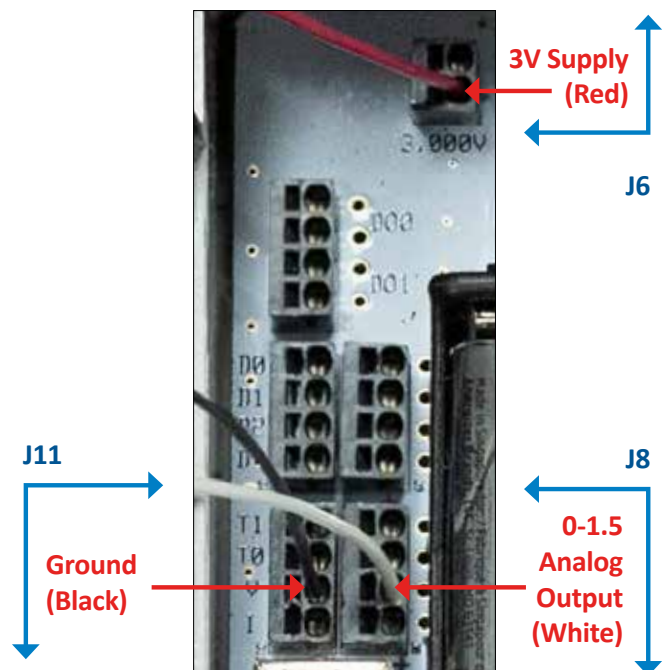 3V Supply
(Red)
3.000V
J6
DO0
DO1
D0
D1
D2
J11
J8
T1
T0
Ground
(Black)
V
I
0-1.5
Analog
Output
(White)